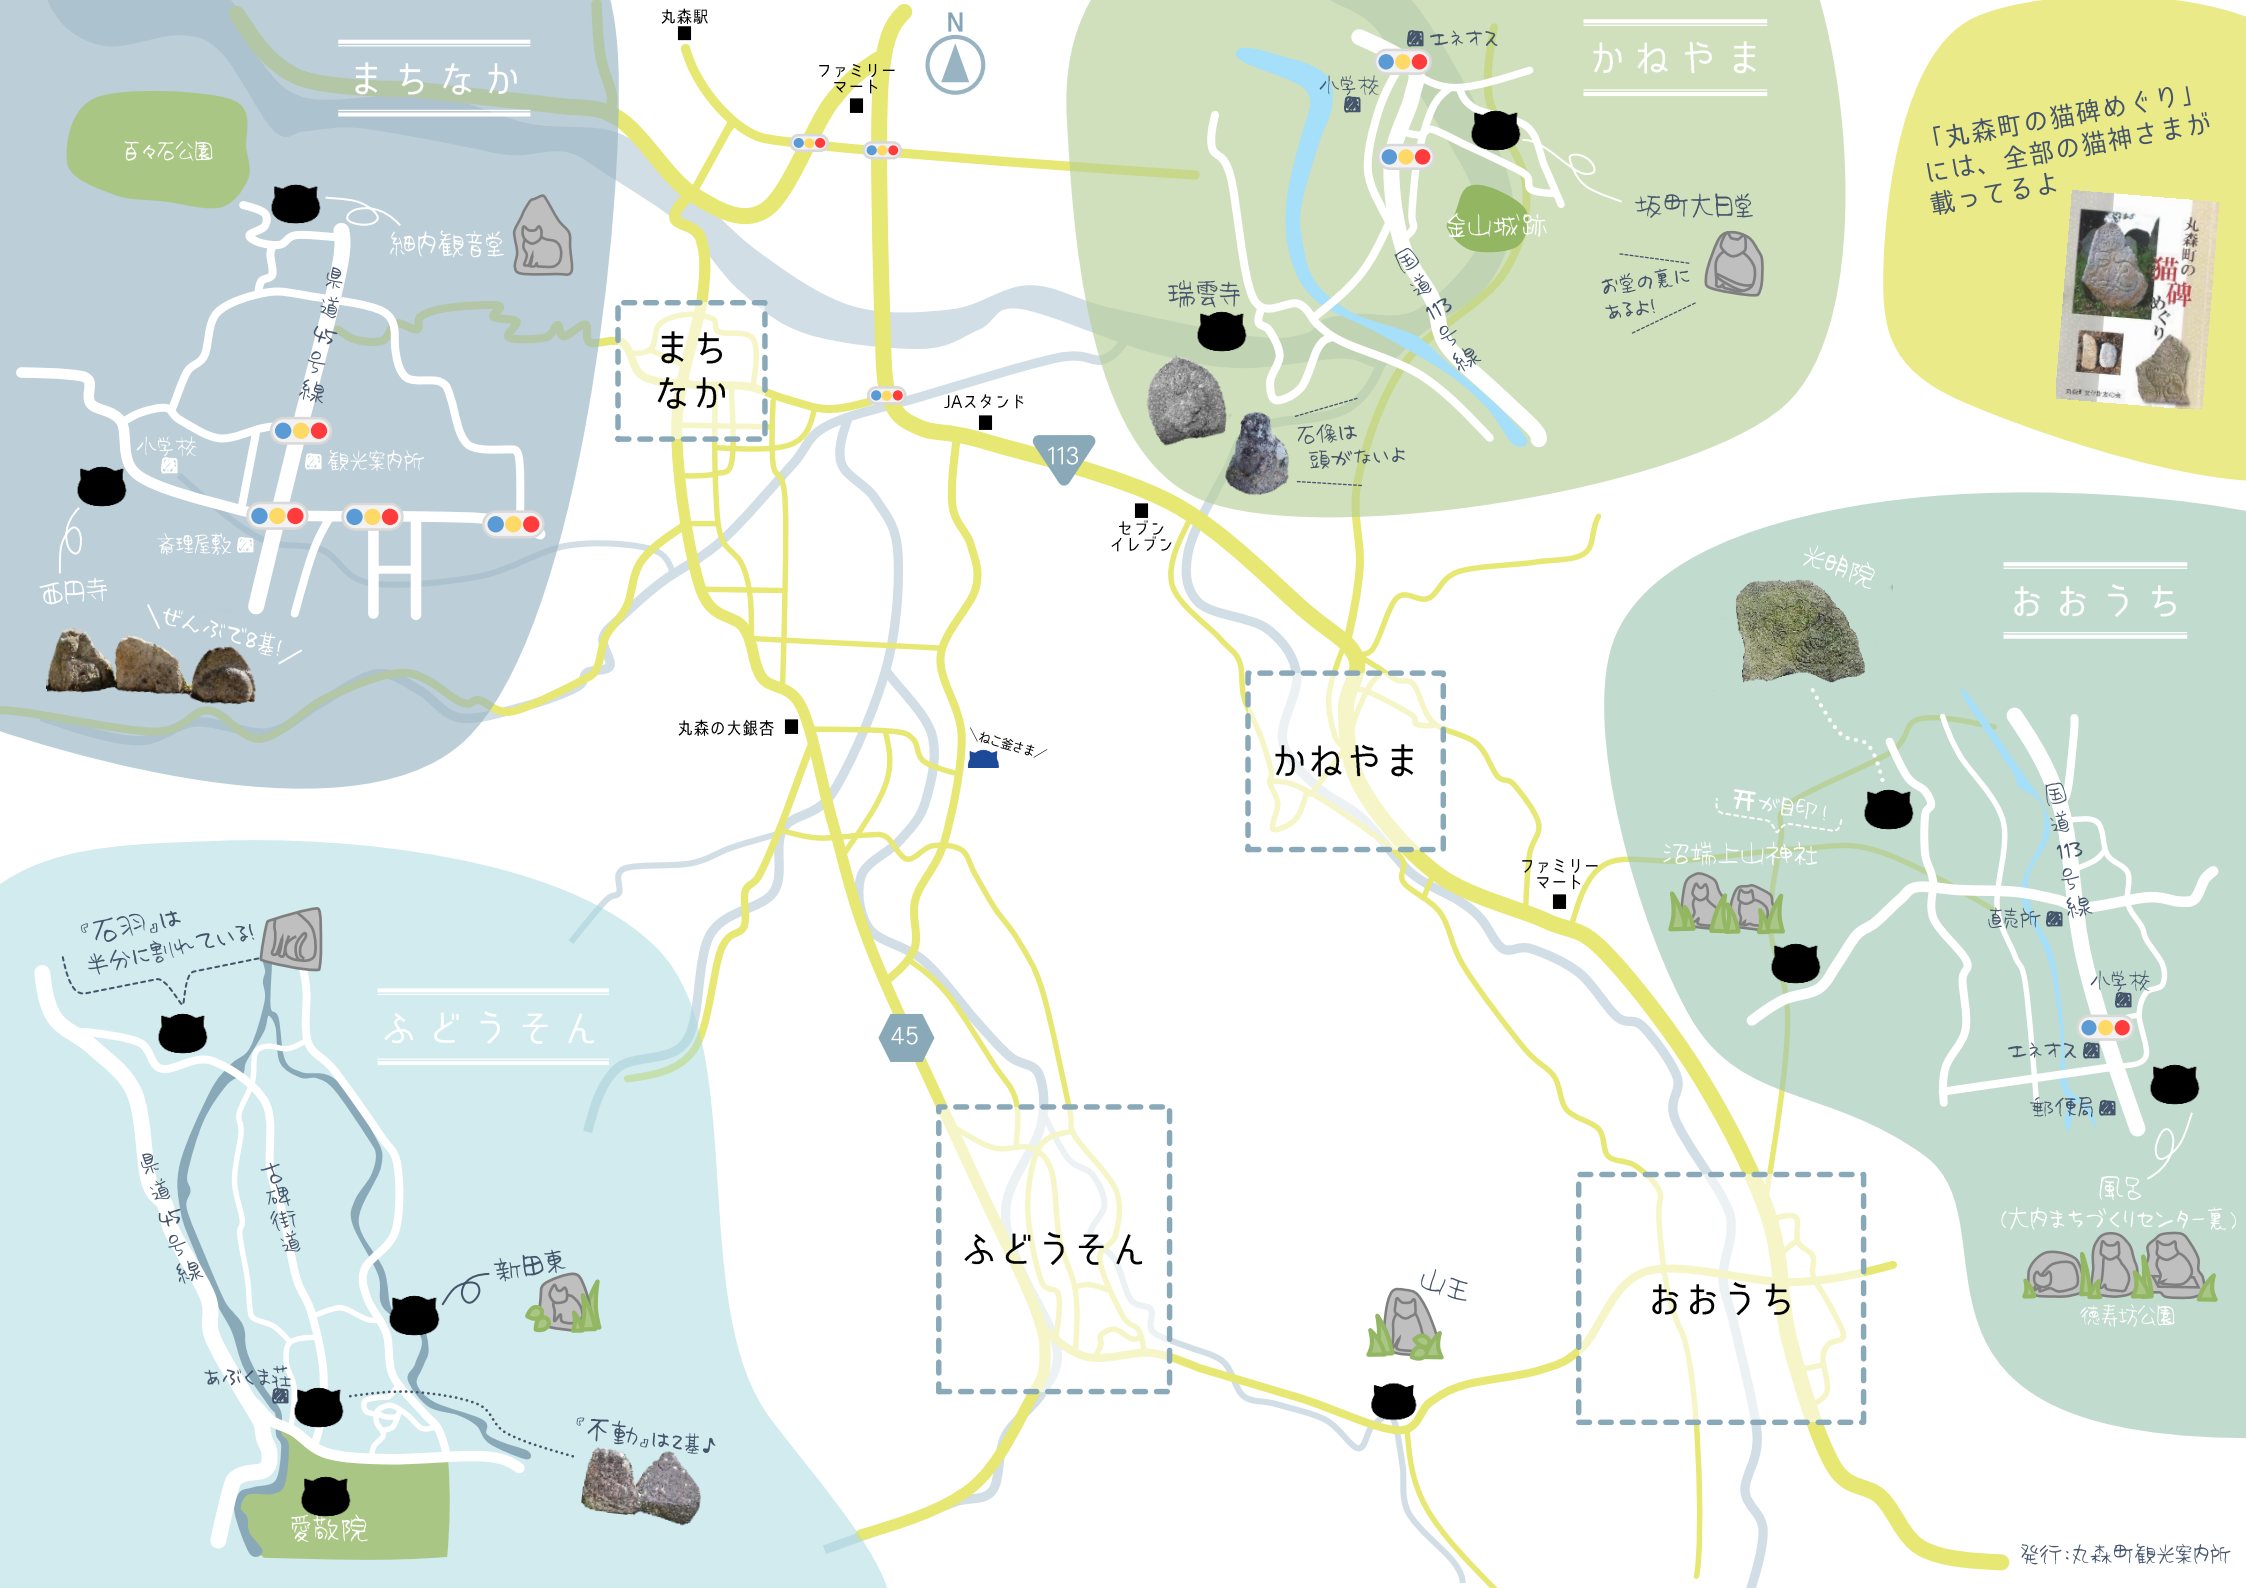 まちなか
百々石公園
細内観音堂
県道45号線
小学校
観光案内所
斎理屋敷
西円寺
\ぜんぶで8基!/
丸森駅
ファミリー
マート
N
まち
なか
JAスタンド
113
セブン
イレブン
丸森の大銀杏
\ねこ釜さま/
かねやま
ファミリー
マート
45
ふどうそん
おおうち
山王
かねやま
エネオス
小学校
坂町大日堂
金山城跡
お堂の裏に
あるよ!
国道113号線
瑞雲寺
石像は
頭がないよ
「丸森町の猫碑めぐり」
には、全部の猫神さまが
載ってるよ
丸森町の
猫碑
めぐり
おおうち
光明院
开が目印!
沼端上山神社
国道113号線
直売所
小学校
エネオス
郵便局
風呂
(大内まちづくりセンター裏)
徳寿坊公園
ふどうそん
『石羽』は
半分に割れている!
県道45号線
古碑街道
新田東
あぶくま荘
『不動』は2基♪
愛敬院
発行:丸森町観光案内所